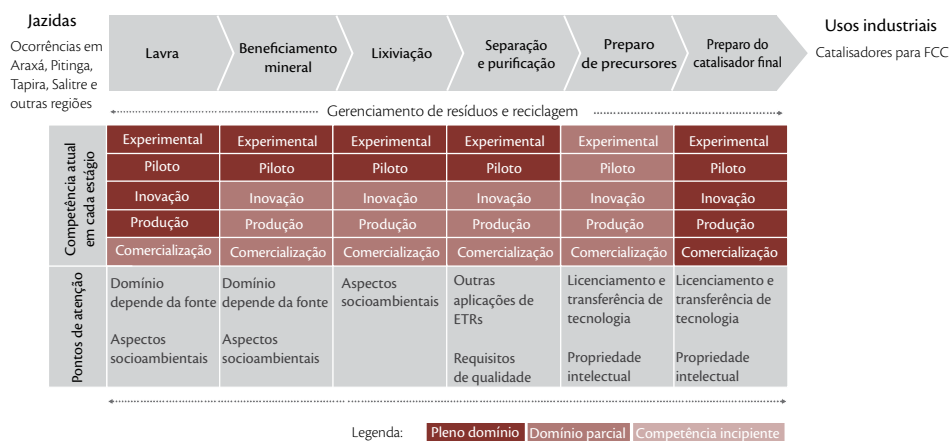 Jazidas
Ocorrências em
Araxá, Pitinga,
Tapira, Salitre e
outras regiões
Lavra
Beneficiamento
mineral
Lixiviação
Separação
e purificação
Preparo
de precursores
Preparo do
catalisador final
Usos industriais
Catalisadores para FCC
Gerenciamento de resíduos e reciclagem
Competência atual
em cada estágio
Experimental Experimental Experimental Experimental Experimental Experimental
Piloto Piloto Piloto Piloto Piloto Piloto
Inovação Inovação Inovação Inovação Inovação Inovação
Produção Produção Produção Produção Produção Produção
Comercialização Comercialização Comercialização Comercialização Comercialização Comercialização
Pontos de atenção
Domínio
depende da fonte
Aspectos
socioambientais
Domínio
depende da fonte
Aspectos
socioambientais
Aspectos
socioambientais
Outras
aplicações de
ETRs
Requisitos
de qualidade
Licenciamento e
transferência de
tecnologia
Propriedade
intelectual
Licenciamento e
transferência de
tecnologia
Propriedade
intelectual
Legenda: Pleno domínio Domínio parcial Competência incipiente